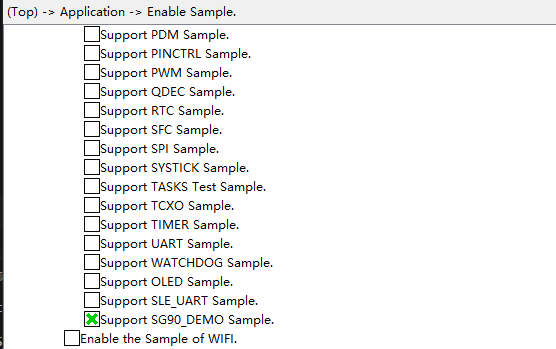 (Top) -> Application -> Enable Sample.
Support PDM Sample.
Support PINCTRL Sample.
Support PWM Sample.
Support QDEC Sample.
Support RTC Sample.
Support SFC Sample.
Support SPI Sample.
Support SYSTICK Sample.
Support TASKS Test Sample.
Support TCXO Sample.
Support TIMER Sample.
Support UART Sample.
Support WATCHDOG Sample.
Support OLED Sample.
Support SLE_UART Sample.
Support SG90_DEMO Sample.
Enable the Sample of WIFI.